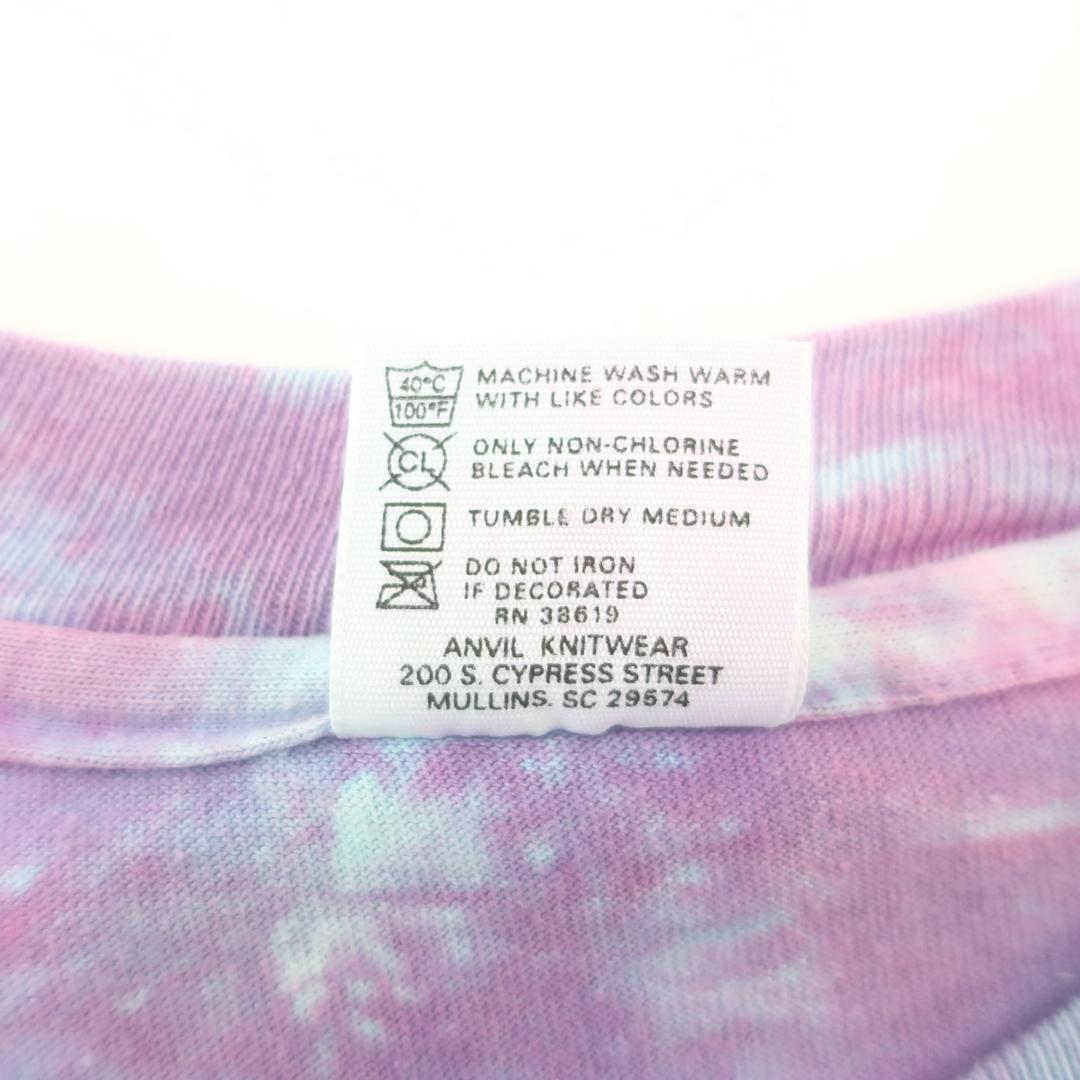 40°C
100°F
MACHINE WASH WARM
WITH LIKE COLORS
CL
ONLY NON-CHLORINE
BLEACH WHEN NEEDED
TUMBLE DRY MEDIUM
DO NOT IRON
IF DECORATED
RN 38619
ANVIL KNITWEAR
200 S. CYPRESS STREET
MULLINS. SC 29574